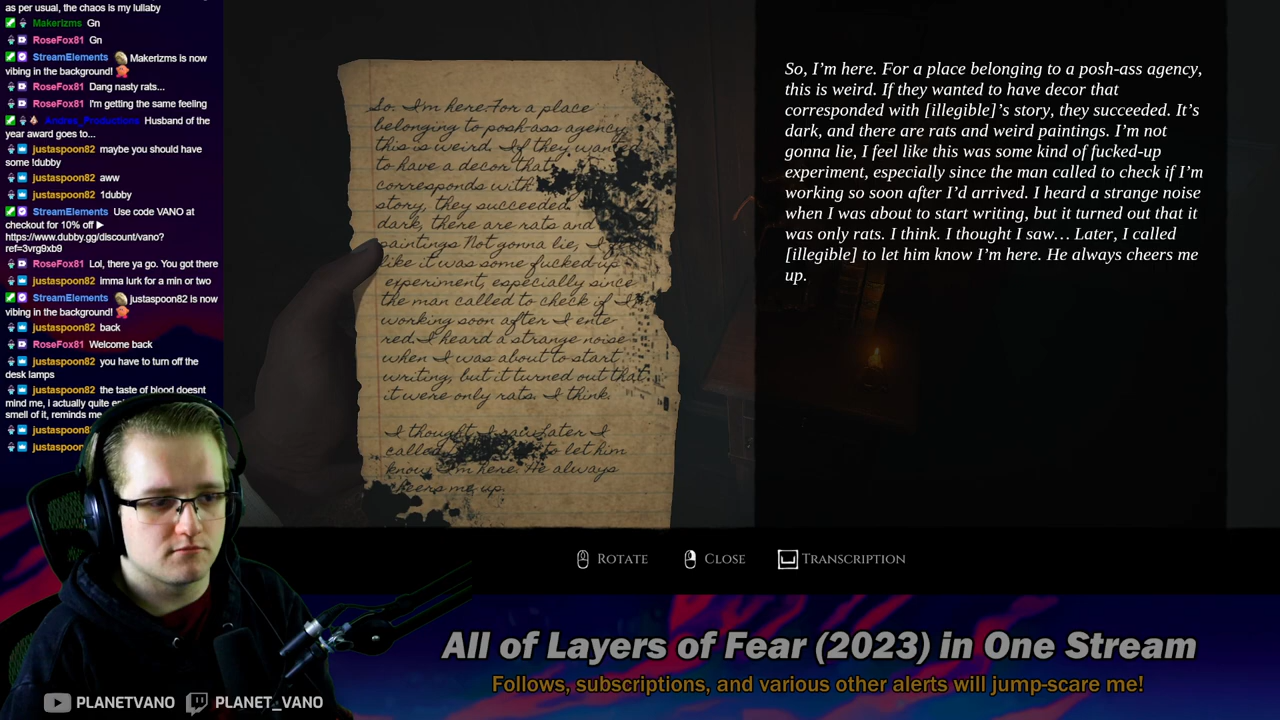 as per usual, the chaos is my lullaby
Makerlzms Gn
RoseFox81 Gn
StreamElements Makerlzms is now
vibing in the background!
RoseFox81 Dang nasty rats...
RoseFox81 I'm getting the same feeling
Andrea_Productions Husband of the
year award goes to...
justaspoon82 maybe you should have
some !dubby
justaspoon82 aww
justaspoon82 1dubby
StreamElements Use code VANO at
checkout for 10% off ▶
https://www.dubby.gg/discount/vano?
ref=3vrg9xb9
RoseFox81 Lol, there ya go. You got there
justaspoon82 imma lurk for a min or two
StreamElements justaspoon82 is now
vibing in the background!
justaspoon82 back
RoseFox81 Welcome back
justaspoon82 you have to turn off the
desk lamps
justaspoon82 the taste of blood doesnt
mind me, I actually quite
smell of it, reminds me
So. I'm here. For a place
belonging to posh-ass agency,
this is weird. If they wanted
to have a decor that
corresponds with
story, they succeeded.
dark, there are rats and
paintings Not gonna lie, I
like it was some fucked up
experiment, especially since
the man called to check if I'm
working soon after I ente-
red. I heard a strange noise
when I was about to start
writing, but it turned out that
it were only rats. I think.
I thought I saw Later I
called to let him
know I'm here. He always
cheers me up.
So, I'm here. For a place belonging to a posh-ass agency,
this is weird. If they wanted to have decor that
corresponded with [illegible]'s story, they succeeded. It's
dark, and there are rats and weird paintings. I'm not
gonna lie, I feel like this was some kind of fucked-up
experiment, especially since the man called to check if I'm
working so soon after I'd arrived. I heard a strange noise
when I was about to start writing, but it turned out that it
was only rats. I think. I thought I saw... Later, I called
[illegible] to let him know I'm here. He always cheers me
up.
ROTATE
CLOSE
TRANSCRIPTION
All of Layers of Fear (2023) in One Stream
Follows, subscriptions, and various other alerts will jump-scare me!
PLANETVANO PLANET_VANO